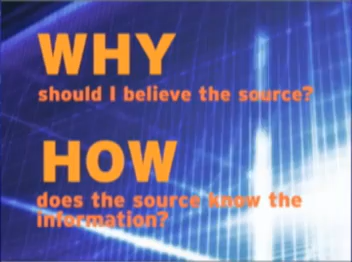 WHY
should I believe the source?
HOW
does the source know the
information?